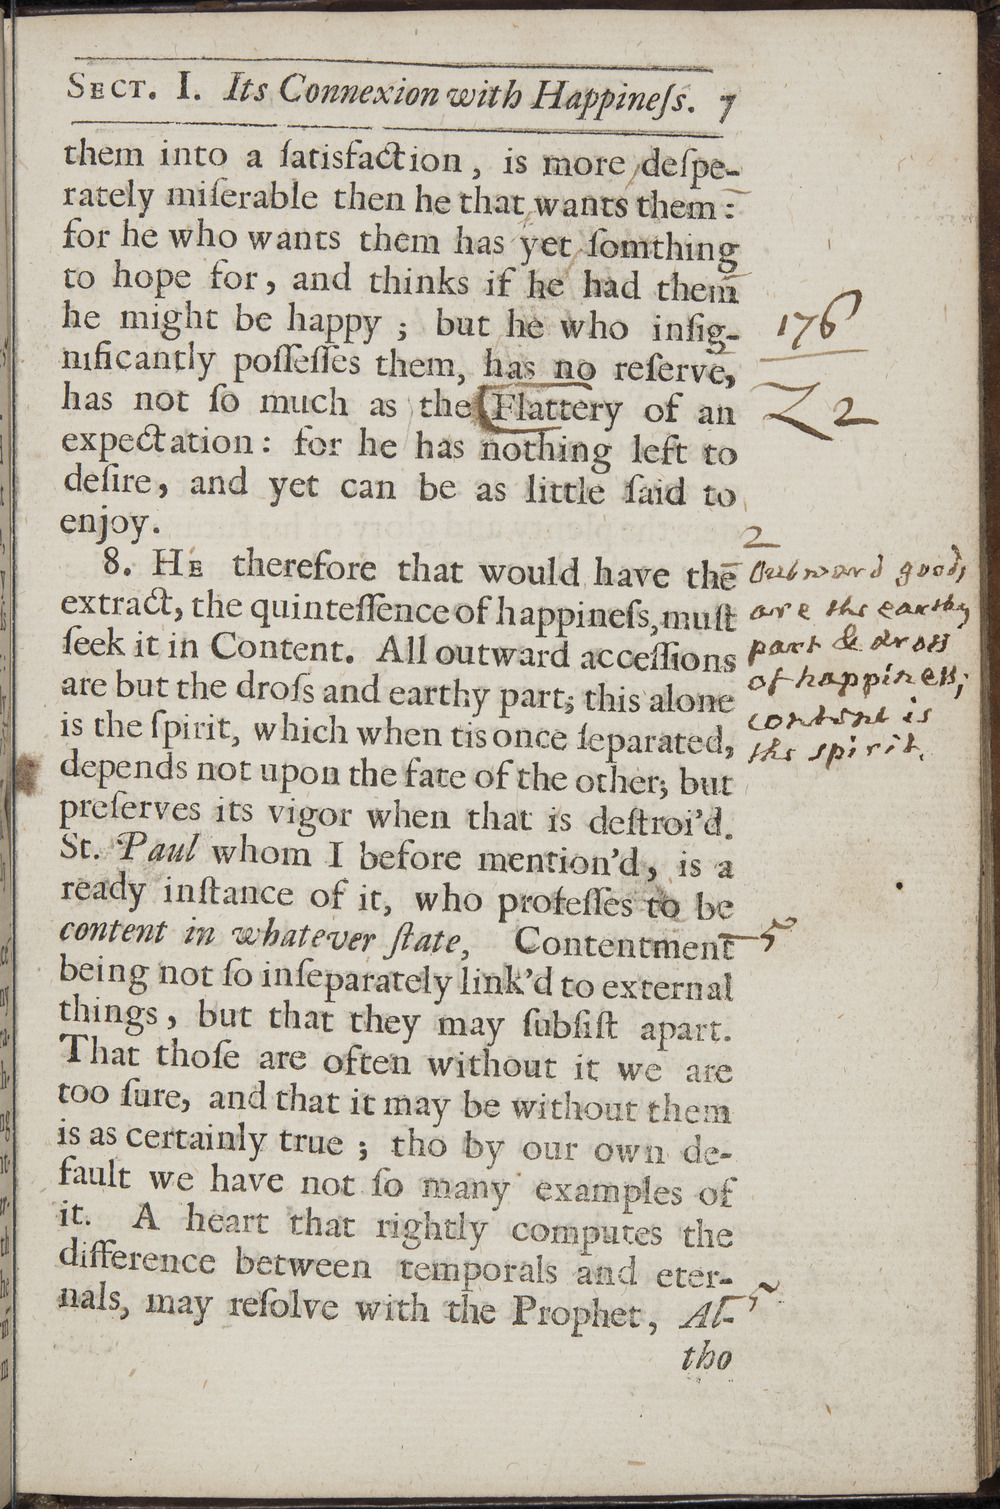 SECT. I. Its Connexion with Happineſs. 7
them into a ſatisfaction, is more deſpe-
rately miſerable then he that wants them:
for he who wants them has yet ſomthing
to hope for, and thinks if he had them
he might be happy; but he who inſig-
nificantly poſſeſſes them, has no reſerve,
has not ſo much as the Flattery of an
expectation: for he has nothing left to
deſire, and yet can be as little ſaid to
enjoy.
176
Z 2
8. HE therefore that would have the
extract, the quinteſſence of happineſs, muſt
ſeek it in Content. All outward acceſſions
are but the droſs and earthy part; this alone
is the ſpirit, which when tis once ſeparated,
depends not upon the fate of the other; but
preſerves its vigor when that is deſtroi'd.
St. Paul whom I before mention'd, is a
ready inſtance of it, who profeſſes to be
content in whatever ſtate, Contentment
being not ſo inſeparately link'd to external
things, but that they may ſubſiſt apart.
That thoſe are often without it we are
too ſure, and that it may be without them
is as certainly true; tho by our own de-
fault we have not ſo many examples of
it. A heart that rightly computes the
difference between temporals and eter-
nals, may reſolve with the Prophet, Al-
tho
2
Outward goods
are the earthy
part & dross
of happiness;
content is
the spirit.